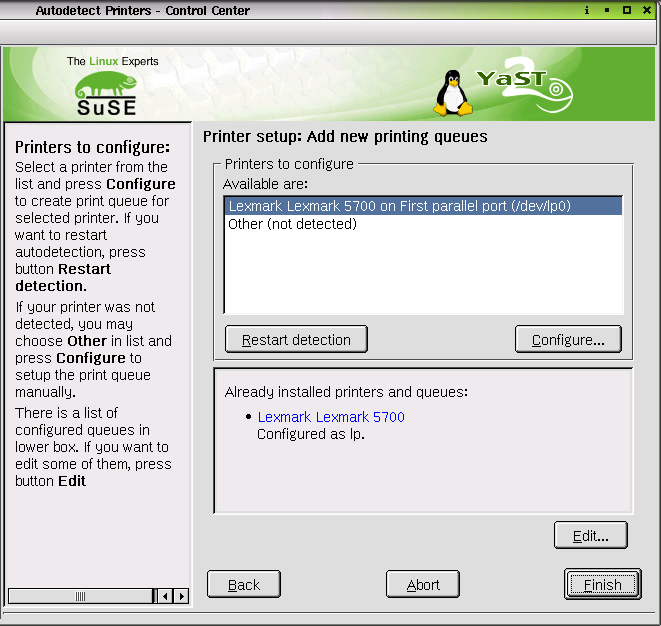 Autodetect Printers - Control Center
The Linux Experts
SuSE
YaST
2
Printers to configure:
Select a printer from the
list and press Configure
to create print queue for
selected printer. If you
want to restart
autodetection, press
button Restart
detection.
If your printer was not
detected, you may
choose Other in list and
press Configure to
setup the print queue
manually.
There is a list of
configured queues in
lower box. If you want to
edit some of them, press
button Edit
Printer setup: Add new printing queues
Printers to configure
Available are:
Lexmark Lexmark 5700 on First parallel port (/dev/lp0)
Other (not detected)
Restart detection
Configure...
Already installed printers and queues:
• Lexmark Lexmark 5700
Configured as lp.
Edit...
Back
Abort
Finish